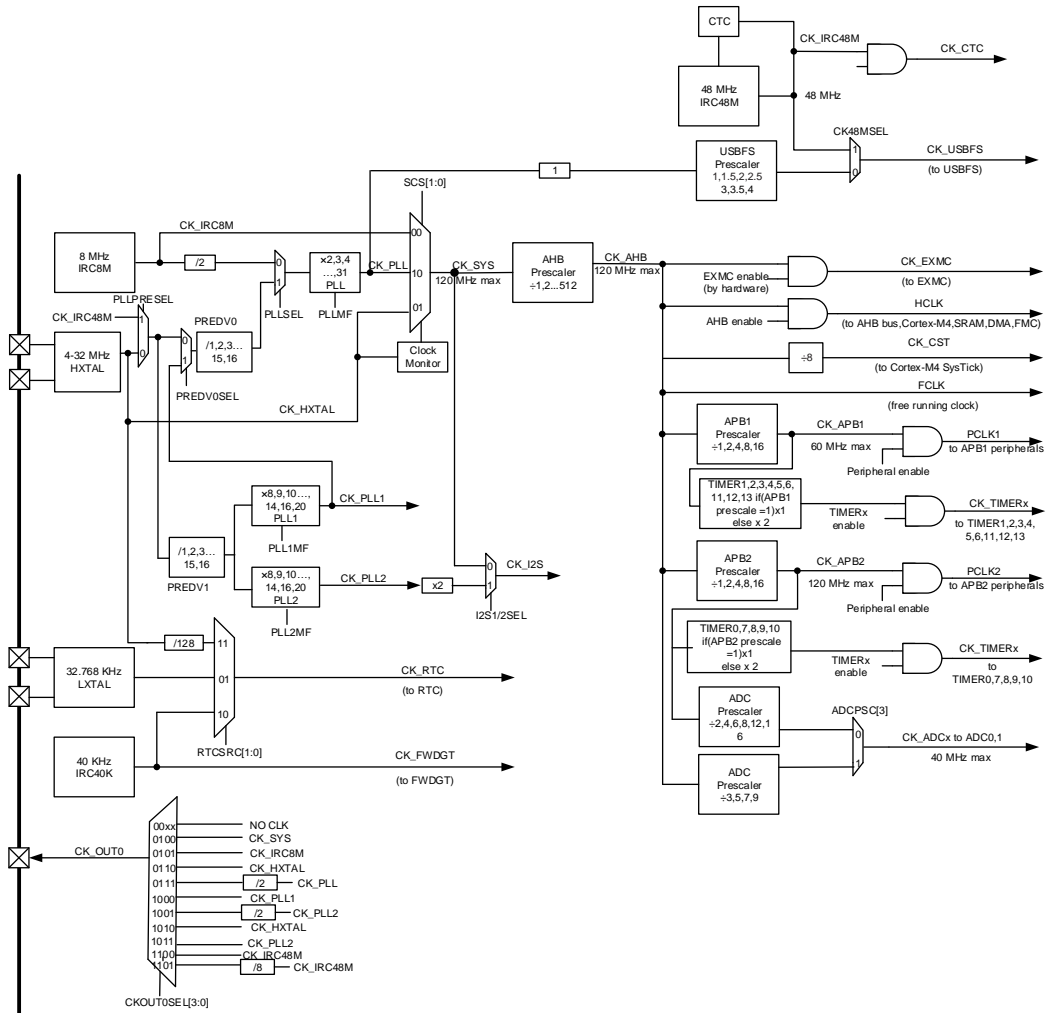 CTC
CK_IRC48M
CK_CTC
48 MHz
IRC48M
48 MHz
CK48MSEL
1
0
CK_USBFS
(to USBFS)
USBFS
Prescaler
1,1.5,2,2.5
3,3.5,4
1
SCS[1:0]
CK_IRC8M
00
8 MHz
IRC8M
/2
0
1
PLLSEL
×2,3,4
…,31
PLL
PLLMF
CK_PLL
10
01
CK_SYS
120 MHz max
AHB
Prescaler
÷1,2...512
CK_AHB
120 MHz max
EXMC enable
(by hardware)
CK_EXMC
(to EXMC)
AHB enable
HCLK
(to AHB bus,Cortex-M4,SRAM,DMA,FMC)
÷8
CK_CST
(to Cortex-M4 SysTick)
FCLK
(free running clock)
PLLPRESEL
CK_IRC48M
1
0
4-32 MHz
HXTAL
0
1
PREDV0SEL
PREDV0
/1,2,3…
15,16
Clock
Monitor
CK_HXTAL
APB1
Prescaler
÷1,2,4,8,16
CK_APB1
60 MHz max
Peripheral enable
PCLK1
to APB1 peripherals
TIMER1,2,3,4,5,6,
11,12,13 if(APB1
prescale =1)x1
else x 2
TIMERx
enable
CK_TIMERx
to TIMER1,2,3,4,
5,6,11,12,13
×8,9,10…,
14,16,20
PLL1
PLL1MF
CK_PLL1
/1,2,3…
15,16
PREDV1
×8,9,10…,
14,16,20
PLL2
PLL2MF
CK_PLL2
x2
0
1
CK_I2S
I2S1/2SEL
APB2
Prescaler
÷1,2,4,8,16
CK_APB2
120 MHz max
Peripheral enable
PCLK2
to APB2 peripherals
TIMER0,7,8,9,10
if(APB2 prescale
=1)x1
else x 2
TIMERx
enable
CK_TIMERx
to
TIMER0,7,8,9,10
/128
11
01
10
RTCSRC[1:0]
32.768 KHz
LXTAL
CK_RTC
(to RTC)
40 KHz
IRC40K
CK_FWDGT
(to FWDGT)
ADC
Prescaler
÷2,4,6,8,12,1
6
ADC
Prescaler
÷3,5,7,9
ADCPSC[3]
0
1
CK_ADCx to ADC0,1
40 MHz max
CK_OUT0
00xx
NO CLK
0100
CK_SYS
0101
CK_IRC8M
0110
CK_HXTAL
0111
/2
CK_PLL
1000
CK_PLL1
1001
/2
CK_PLL2
1010
CK_HXTAL
1011
CK_PLL2
1100
CK_IRC48M
1101
/8
CK_IRC48M
CKOUT0SEL[3:0]